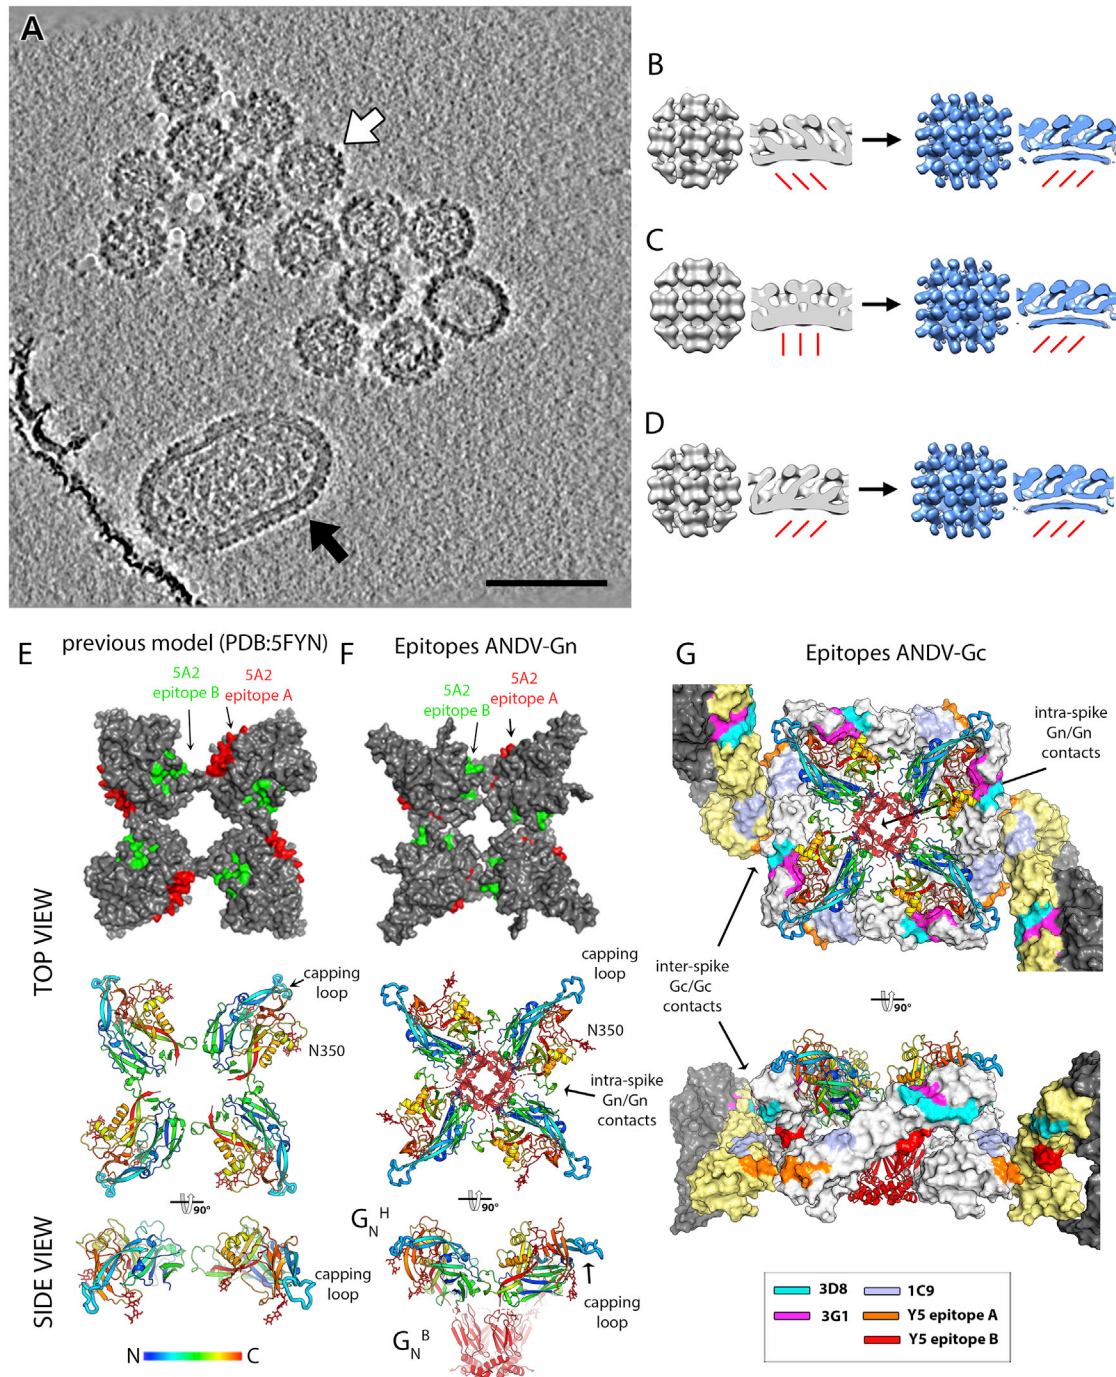 A
B
C
D
E
previous model (PDB:5FYN)
5A2
epitope B
5A2
epitope A
F
Epitopes ANDV-Gn
5A2
epitope B
5A2
epitope A
G
Epitopes ANDV-Gc
intra-spike
Gn/Gn
contacts
TOP VIEW
capping
loop
N350
capping
loop
N350
intra-spike
Gn/Gn
contacts
inter-spike
Gc/Gc
contacts
90°
90°
90°
SIDE VIEW
capping
loop
GNH
capping
loop
GNB
N C
3D8
1C9
3G1
Y5 epitope A
Y5 epitope B